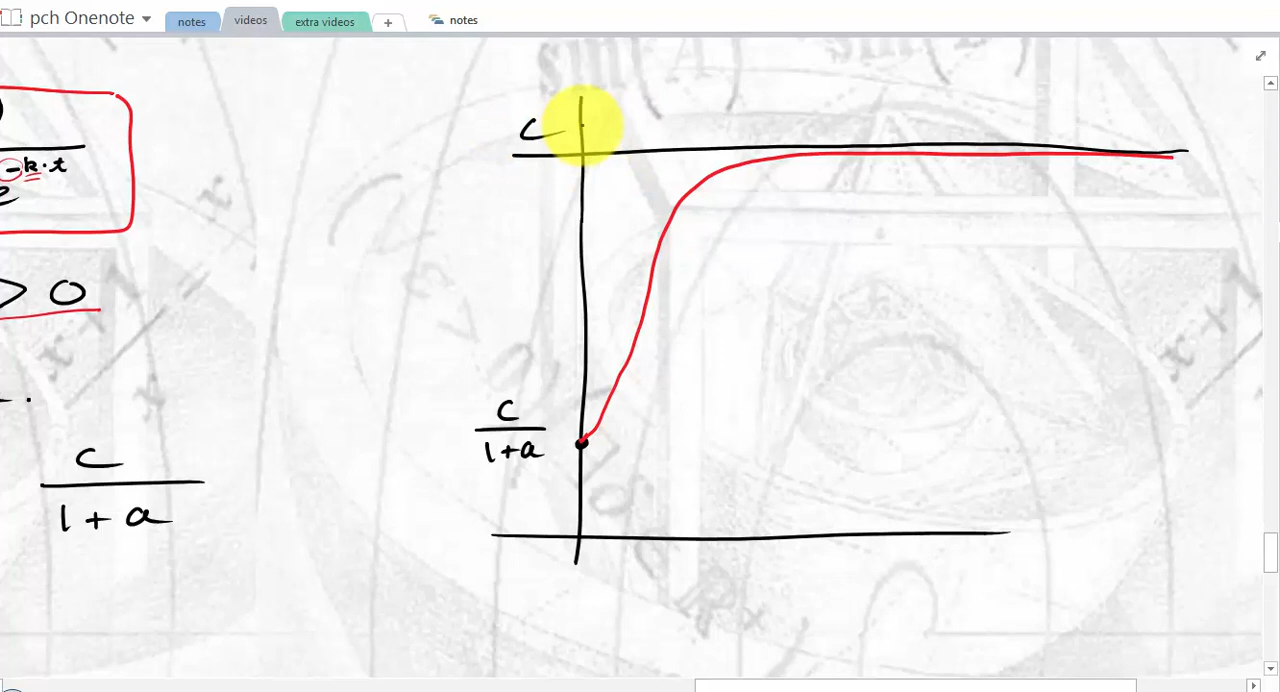 pch Onenote
notes
videos
extra videos
+
notes
-k·t
e
> 0
C
1 + a
C
C
1+a